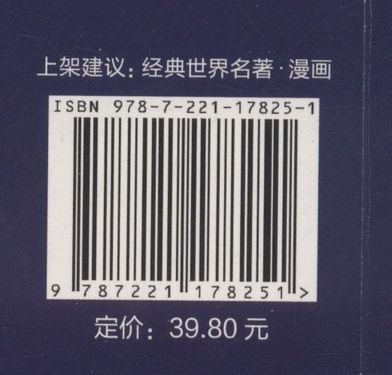 上架建议：经典世界名著·漫画
ISBN 978-7-221-17825-1
9 787221 178251 >
定价：39.80 元